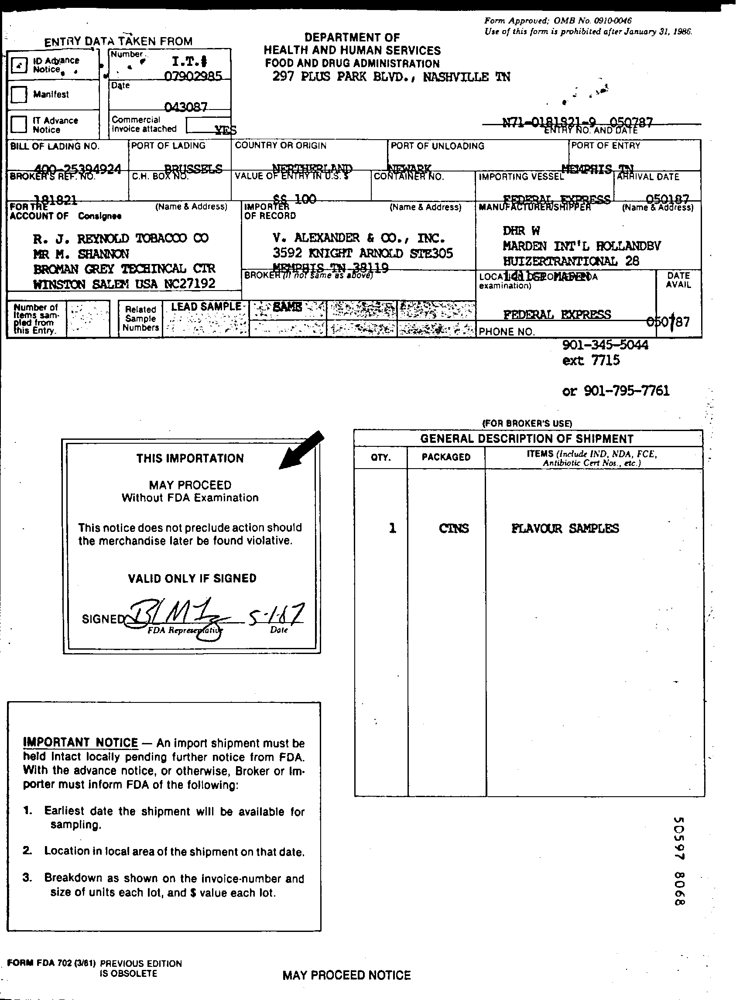 Form Approved; OMB No. 0910-0046
Use of this form is prohibited after January 31, 1986.
ENTRY DATA TAKEN FROM
DEPARTMENT OF
HEALTH AND HUMAN SERVICES
FOOD AND DRUG ADMINISTRATION
297 PLUS PARK BLVD., NASHVILLE TN
ID Advance Notice
Number
I.T.#
07902985
Manifest
Date
043087
IT Advance Notice
Commercial Invoice attached
YES
N71-0181821-9 050787
ENTRY NO. AND DATE
BILL OF LADING NO.
PORT OF LADING
COUNTRY OR ORIGIN
PORT OF UNLOADING
PORT OF ENTRY
400-25394924
BRUSSELS
NERTHERLAND
NEWARK
MEMPHIS TN
BROKER'S REF. NO.
C.H. BOX NO.
VALUE OF ENTRY IN U.S. $
CONTAINER NO.
IMPORTING VESSEL
ARRIVAL DATE
181821
$$ 100
FEDERAL EXPRESS
050187
FOR THE ACCOUNT OF Consignee
(Name & Address)
IMPORTER OF RECORD
(Name & Address)
MANUFACTURER/SHIPPER
(Name & Address)
R. J. REYNOLD TOBACCO CO
MR M. SHANNON
BROMAN GREY TECHINCAL CTR
WINSTON SALEM USA NC27192
V. ALEXANDER & CO., INC.
3592 KNIGHT ARNOLD STE305
MEMPHIS TN 38119
DHR W
MARDEN INT'L HOLLANDBV
HUIZERTRANTIONAL 28
BROKER (If not same as above)
examination)
DATE AVAIL
Number of Items sampled from this Entry.
Related Sample Numbers
LEAD SAMPLE
SAME
FEDERAL EXPRESS
050187
PHONE NO.
901-345-5044
ext 7715
or 901-795-7761
(FOR BROKER'S USE)
GENERAL DESCRIPTION OF SHIPMENT
QTY.
PACKAGED
ITEMS (Include IND, NDA, FCE,
Antibiotic Cert Nos., etc.)
1
CTNS
FLAVOUR SAMPLES
THIS IMPORTATION
MAY PROCEED
Without FDA Examination
This notice does not preclude action should
the merchandise later be found violative.
VALID ONLY IF SIGNED
SIGNED
5-1-87
FDA Representative
Date
IMPORTANT NOTICE — An import shipment must be
held intact locally pending further notice from FDA.
With the advance notice, or otherwise, Broker or Im-
porter must inform FDA of the following:
1. Earliest date the shipment will be available for
sampling.
2. Location in local area of the shipment on that date.
3. Breakdown as shown on the invoice-number and
size of units each lot, and $ value each lot.
50597 8068
FORM FDA 702 (3/81) PREVIOUS EDITION
IS OBSOLETE
MAY PROCEED NOTICE